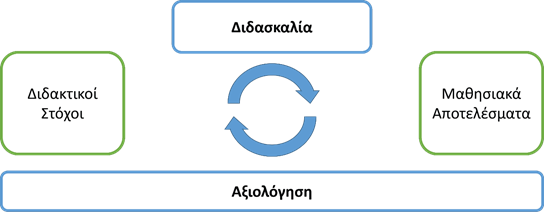 Διδασκαλία
Διδακτικοί
Στόχοι
Μαθησιακά
Αποτελέσματα
Αξιολόγηση